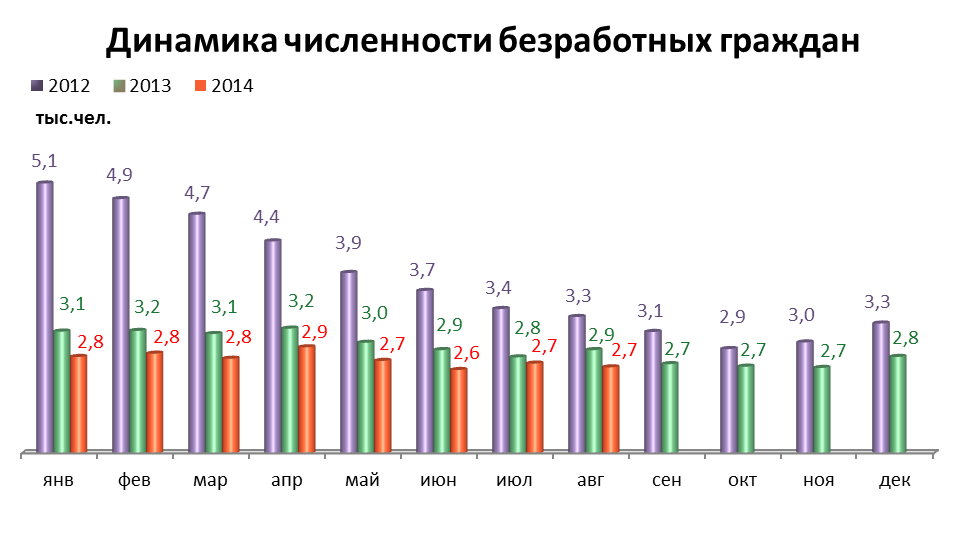 Динамика численности безработных граждан
2012 2013 2014
тыс.чел.
5,1 4,9 4,7 4,4 3,9 3,7 3,4 3,3 3,1 2,9 3,0 3,3
3,1 3,2 3,1 3,2 3,0 2,9 2,8 2,9 2,7 2,7 2,7 2,8
2,8 2,8 2,8 2,9 2,7 2,6 2,7 2,7
янв фев мар апр май июн июл авг сен окт ноя дек